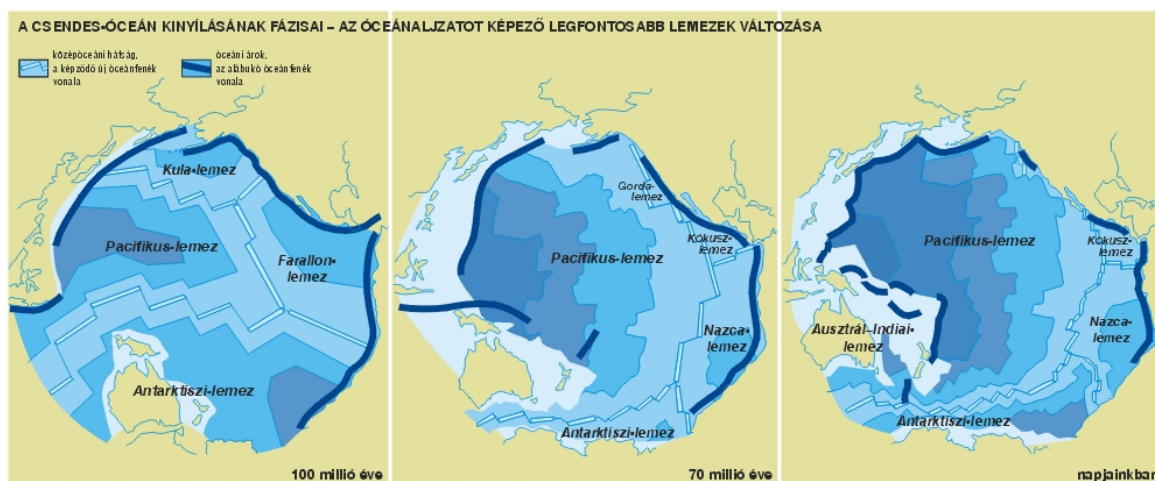 A CSENDES-ÓCEÁN KINYÍLÁSÁNAK FÁZISAI – AZ ÓCEÁNALJZATOT KÉPEZŐ LEGFONTOSABB LEMEZEK VÁLTOZÁSA
középóceáni hátság,
a képződő új óceánfenék
vonala
óceáni árok,
az alábukó óceánfenék
vonala
Kula-lemez
Pacifikus-lemez
Farallon-
lemez
Antarktiszi-lemez
100 millió éve
Gorda-
lemez
Kókusz-
lemez
Pacifikus-lemez
Nazca-
lemez
Antarktiszi-lemez
70 millió éve
Pacifikus-lemez
Kókusz-
lemez
Ausztrál-Indiai-
lemez
Nazca-
lemez
Antarktiszi-lemez
napjainkban